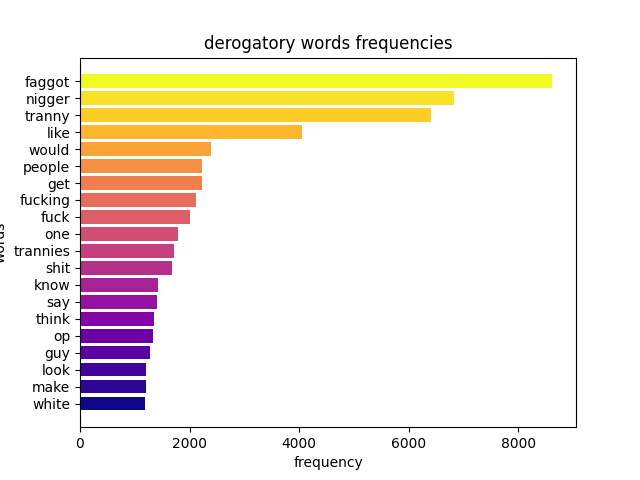 derogatory words frequencies
faggot
nigger
tranny
like
would
people
get
fucking
fuck
one
trannies
shit
know
say
think
op
guy
look
make
white
words
0 2000 4000 6000 8000
frequency